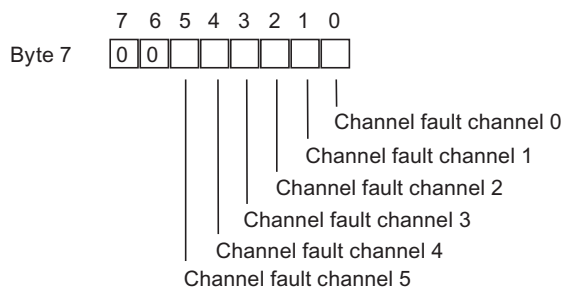 7 6 5 4 3 2 1 0
Byte 7 0 0
Channel fault channel 0
Channel fault channel 1
Channel fault channel 2
Channel fault channel 3
Channel fault channel 4
Channel fault channel 5